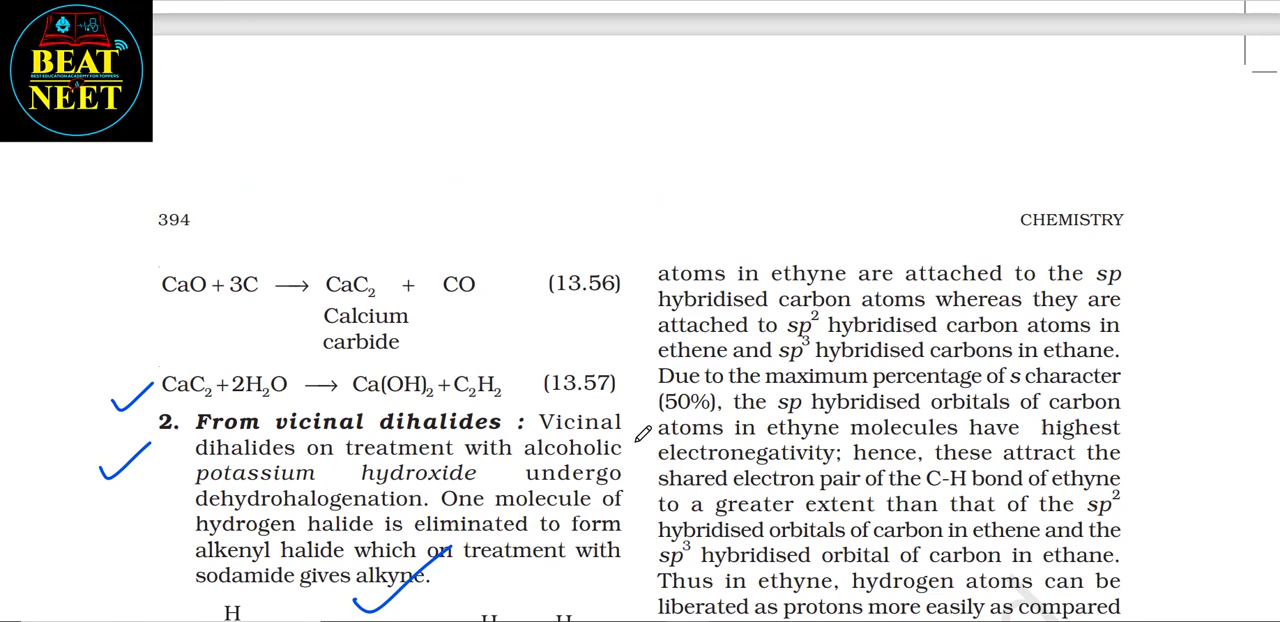 BEAT
BEST EDUCATION ACADEMY FOR TOPPERS
NEET
394
CHEMISTRY
CaO + 3C ⟶ CaC₂ + CO (13.56)
Calcium
carbide
CaC₂ + 2H₂O ⟶ Ca(OH)₂ + C₂H₂ (13.57)
2. From vicinal dihalides : Vicinal
dihalides on treatment with alcoholic
potassium hydroxide undergo
dehydrohalogenation. One molecule of
hydrogen halide is eliminated to form
alkenyl halide which on treatment with
sodamide gives alkyne.
H
H H
atoms in ethyne are attached to the sp
hybridised carbon atoms whereas they are
attached to sp² hybridised carbon atoms in
ethene and sp³ hybridised carbons in ethane.
Due to the maximum percentage of s character
(50%), the sp hybridised orbitals of carbon
atoms in ethyne molecules have highest
electronegativity; hence, these attract the
shared electron pair of the C-H bond of ethyne
to a greater extent than that of the sp²
hybridised orbitals of carbon in ethene and the
sp³ hybridised orbital of carbon in ethane.
Thus in ethyne, hydrogen atoms can be
liberated as protons more easily as compared